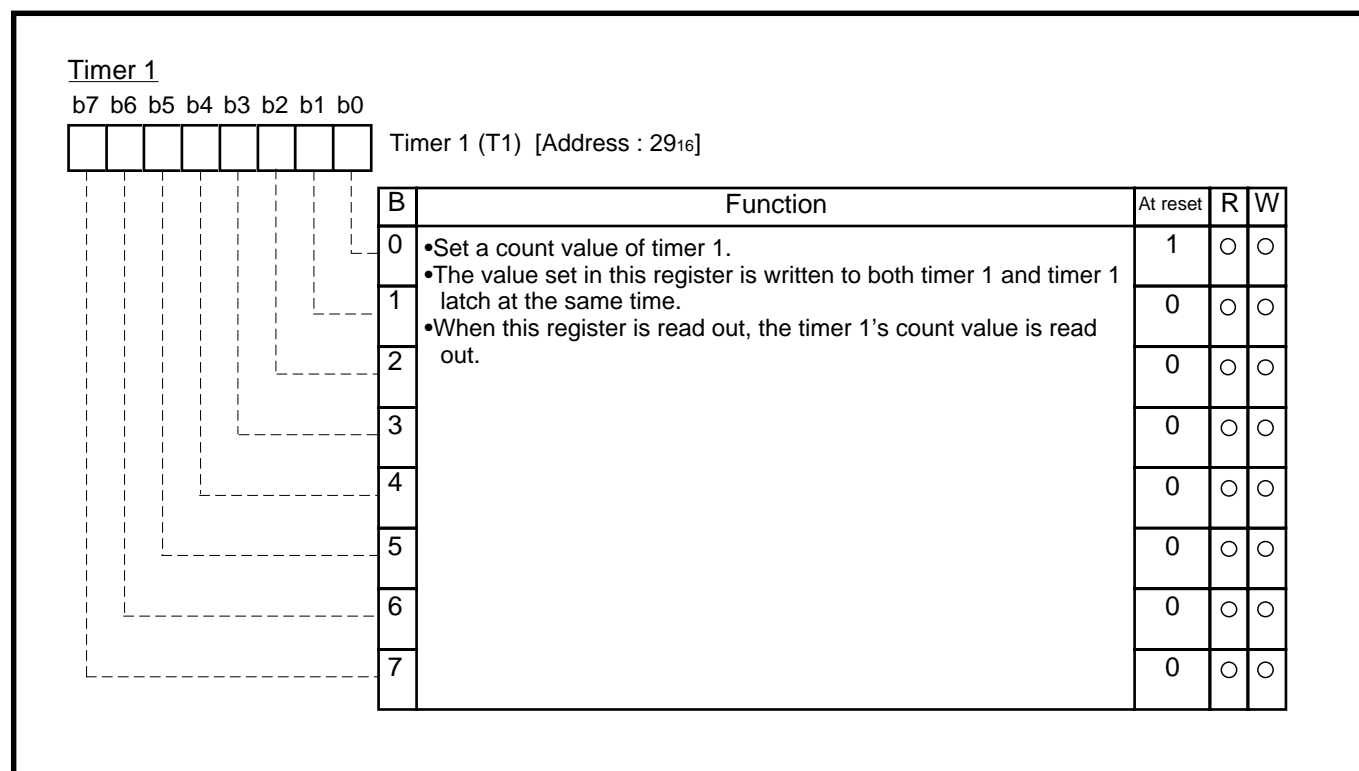 Timer 1
b7 b6 b5 b4 b3 b2 b1 b0
Timer 1 (T1) [Address : 29₁₆]
B Function At reset R W
0 •Set a count value of timer 1. 1 ○ ○
•The value set in this register is written to both timer 1 and timer 1
1 latch at the same time. 0 ○ ○
•When this register is read out, the timer 1's count value is read
2 out. 0 ○ ○
3 0 ○ ○
4 0 ○ ○
5 0 ○ ○
6 0 ○ ○
7 0 ○ ○